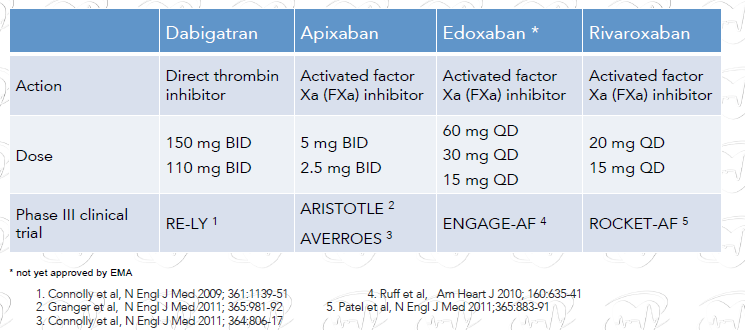 Dabigatran Apixaban Edoxaban * Rivaroxaban
Action
Direct thrombin
inhibitor
Activated factor
Xa (FXa) inhibitor
Activated factor
Xa (FXa) inhibitor
Activated factor
Xa (FXa) inhibitor
Dose
150 mg BID
110 mg BID
5 mg BID
2.5 mg BID
60 mg QD
30 mg QD
15 mg QD
20 mg QD
15 mg QD
Phase III clinical
trial
RE-LY 1
ARISTOTLE 2
AVERROES 3
ENGAGE-AF 4
ROCKET-AF 5
* not yet approved by EMA
1. Connolly et al, N Engl J Med 2009; 361:1139-51
2. Granger et al, N Engl J Med 2011; 365:981-92
3. Connolly et al, N Engl J Med 2011; 364:806-17
4. Ruff et al, Am Heart J 2010; 160:635-41
5. Patel et al, N Engl J Med 2011;365:883-91